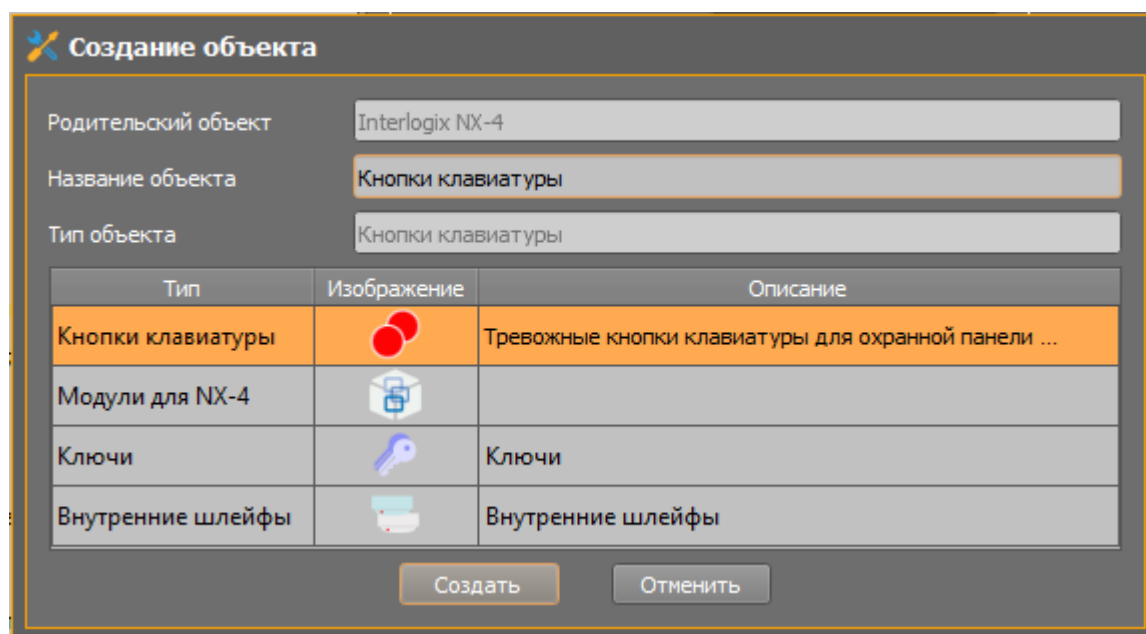 Создание объекта
Родительский объект Interlogix NX-4
Название объекта Кнопки клавиатуры
Тип объекта Кнопки клавиатуры
Тип Изображение Описание
Кнопки клавиатуры Тревожные кнопки клавиатуры для охранной панели ...
Модули для NX-4
Ключи Ключи
Внутренние шлейфы Внутренние шлейфы
Создать Отменить